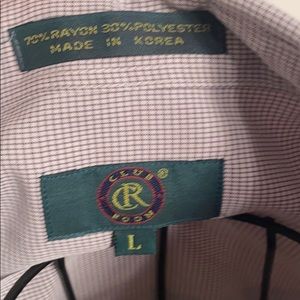 70% RAYON 30% POLYESTER
MADE IN KOREA
CLUB ®
CR
ROOM
L